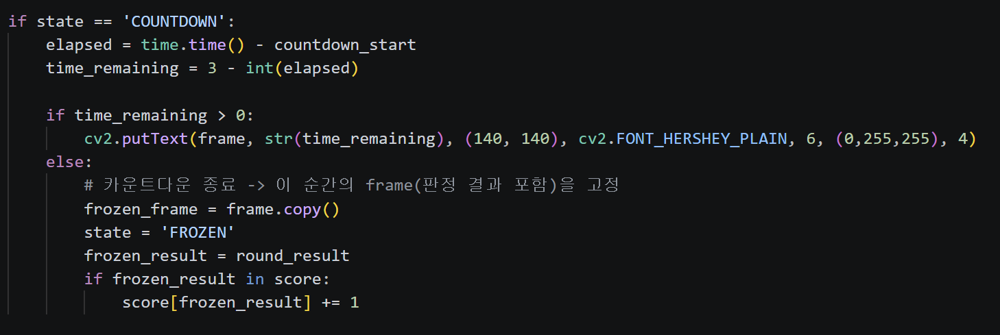 if state == 'COUNTDOWN':
    elapsed = time.time() - countdown_start
    time_remaining = 3 - int(elapsed)

    if time_remaining > 0:
        cv2.putText(frame, str(time_remaining), (140, 140), cv2.FONT_HERSHEY_PLAIN, 6, (0,255,255), 4)
    else:
        # 카운트다운 종료 -> 이 순간의 frame(판정 결과 포함)을 고정
        frozen_frame = frame.copy()
        state = 'FROZEN'
        frozen_result = round_result
        if frozen_result in score:
            score[frozen_result] += 1